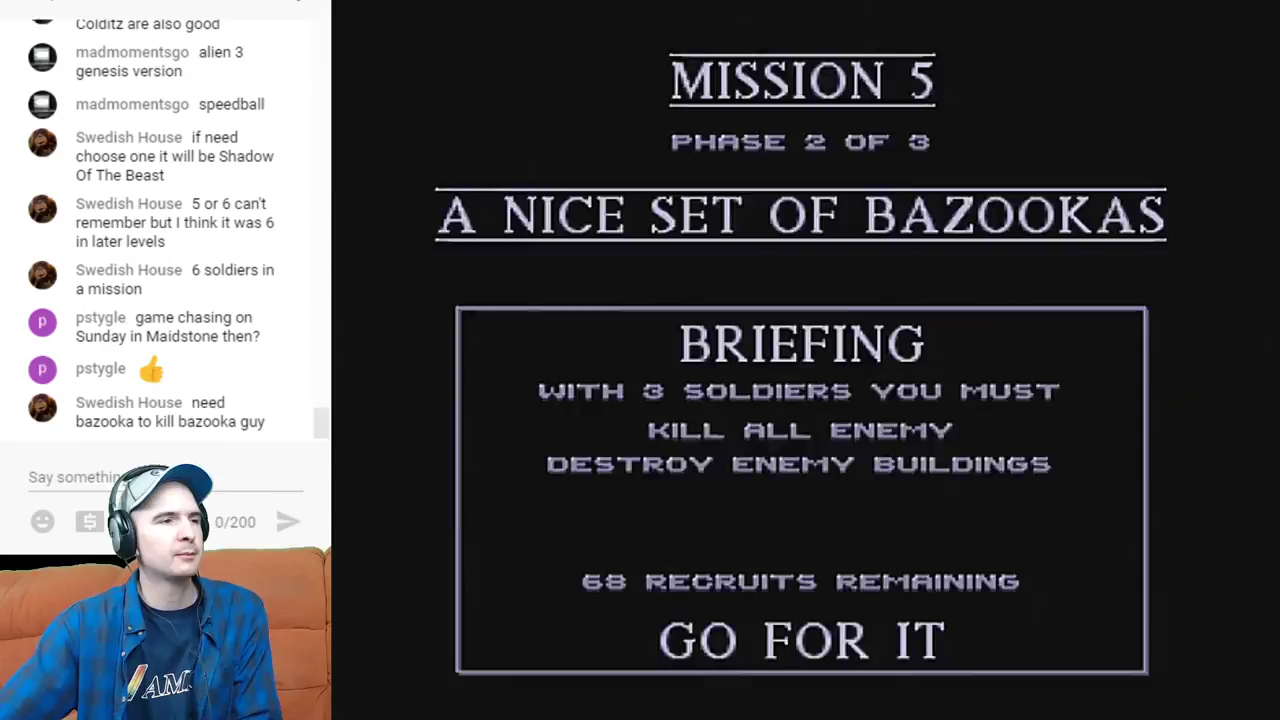 Colditz are also good
madmomentsgo alien 3
genesis version
madmomentsgo speedball
Swedish House if need
choose one it will be Shadow
Of The Beast
Swedish House 5 or 6 can't
remember but I think it was 6
in later levels
Swedish House 6 soldiers in
a mission
p pstygle game chasing on
Sunday in Maidstone then?
p pstygle
Swedish House need
bazooka to kill bazooka guy
Say somethin
0/200
MISSION 5
PHASE 2 OF 3
A NICE SET OF BAZOOKAS
BRIEFING
WITH 3 SOLDIERS YOU MUST
KILL ALL ENEMY
DESTROY ENEMY BUILDINGS
68 RECRUITS REMAINING
GO FOR IT